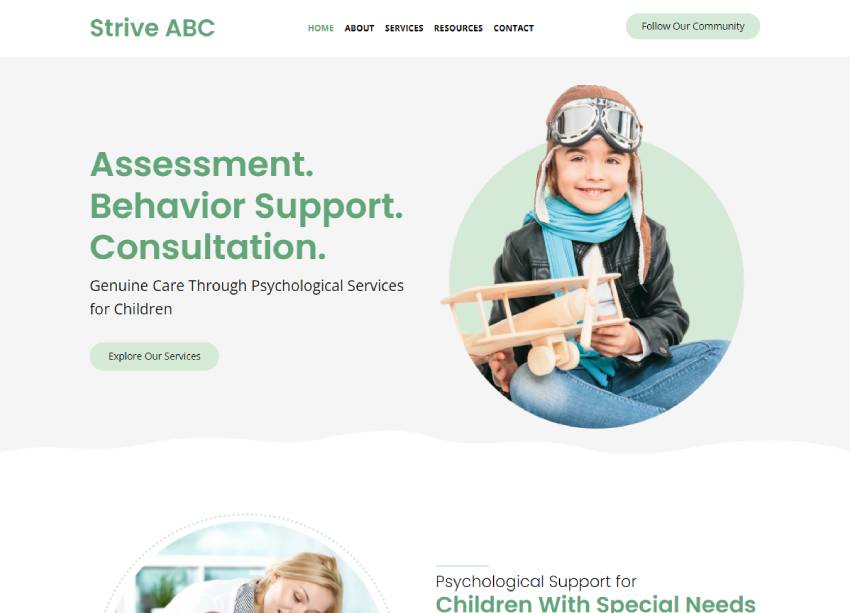 Strive ABC
HOME ABOUT SERVICES RESOURCES CONTACT
Follow Our Community
Assessment.
Behavior Support.
Consultation.
Genuine Care Through Psychological Services
for Children
Explore Our Services
Psychological Support for
Children With Special Needs